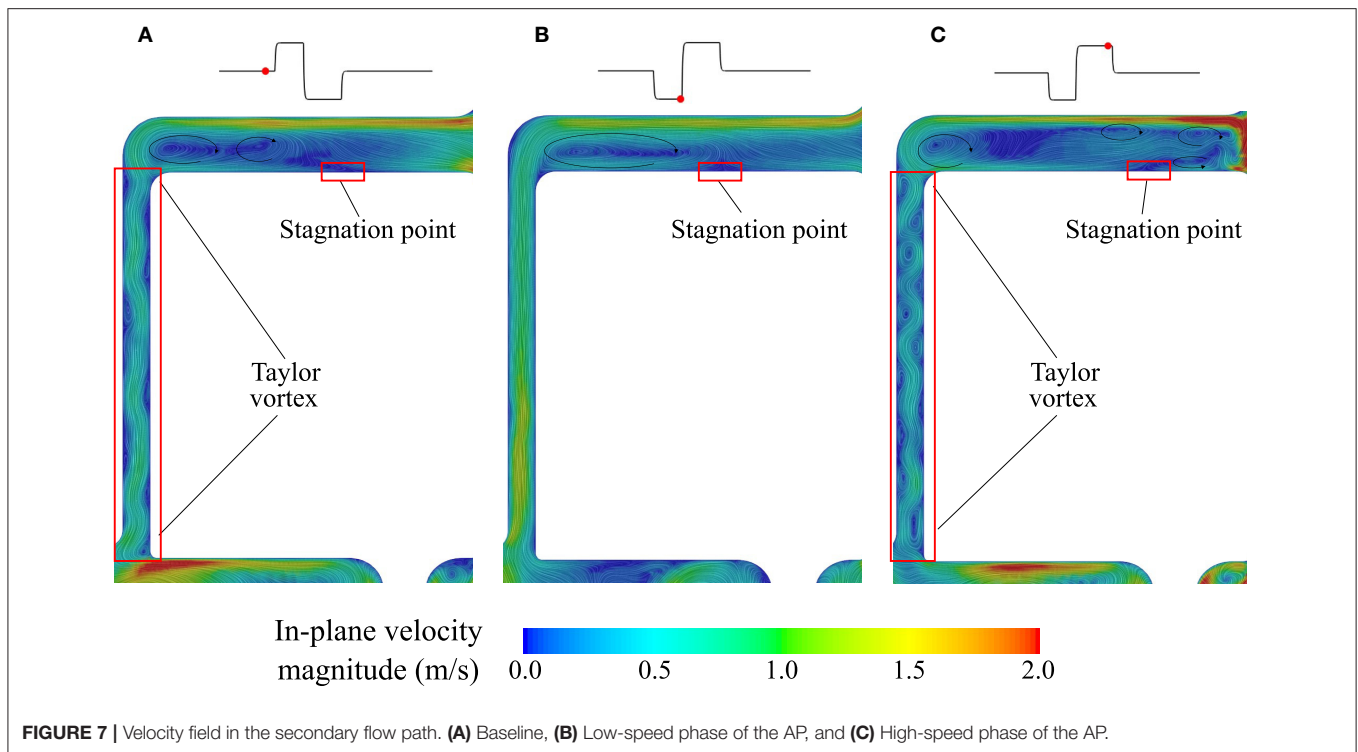 A
B
C
Stagnation point
Stagnation point
Stagnation point
Taylor
vortex
Taylor
vortex
In-plane velocity
magnitude (m/s)
0.0
0.5
1.0
1.5
2.0
FIGURE 7 | Velocity field in the secondary flow path. (A) Baseline, (B) Low-speed phase of the AP, and (C) High-speed phase of the AP.